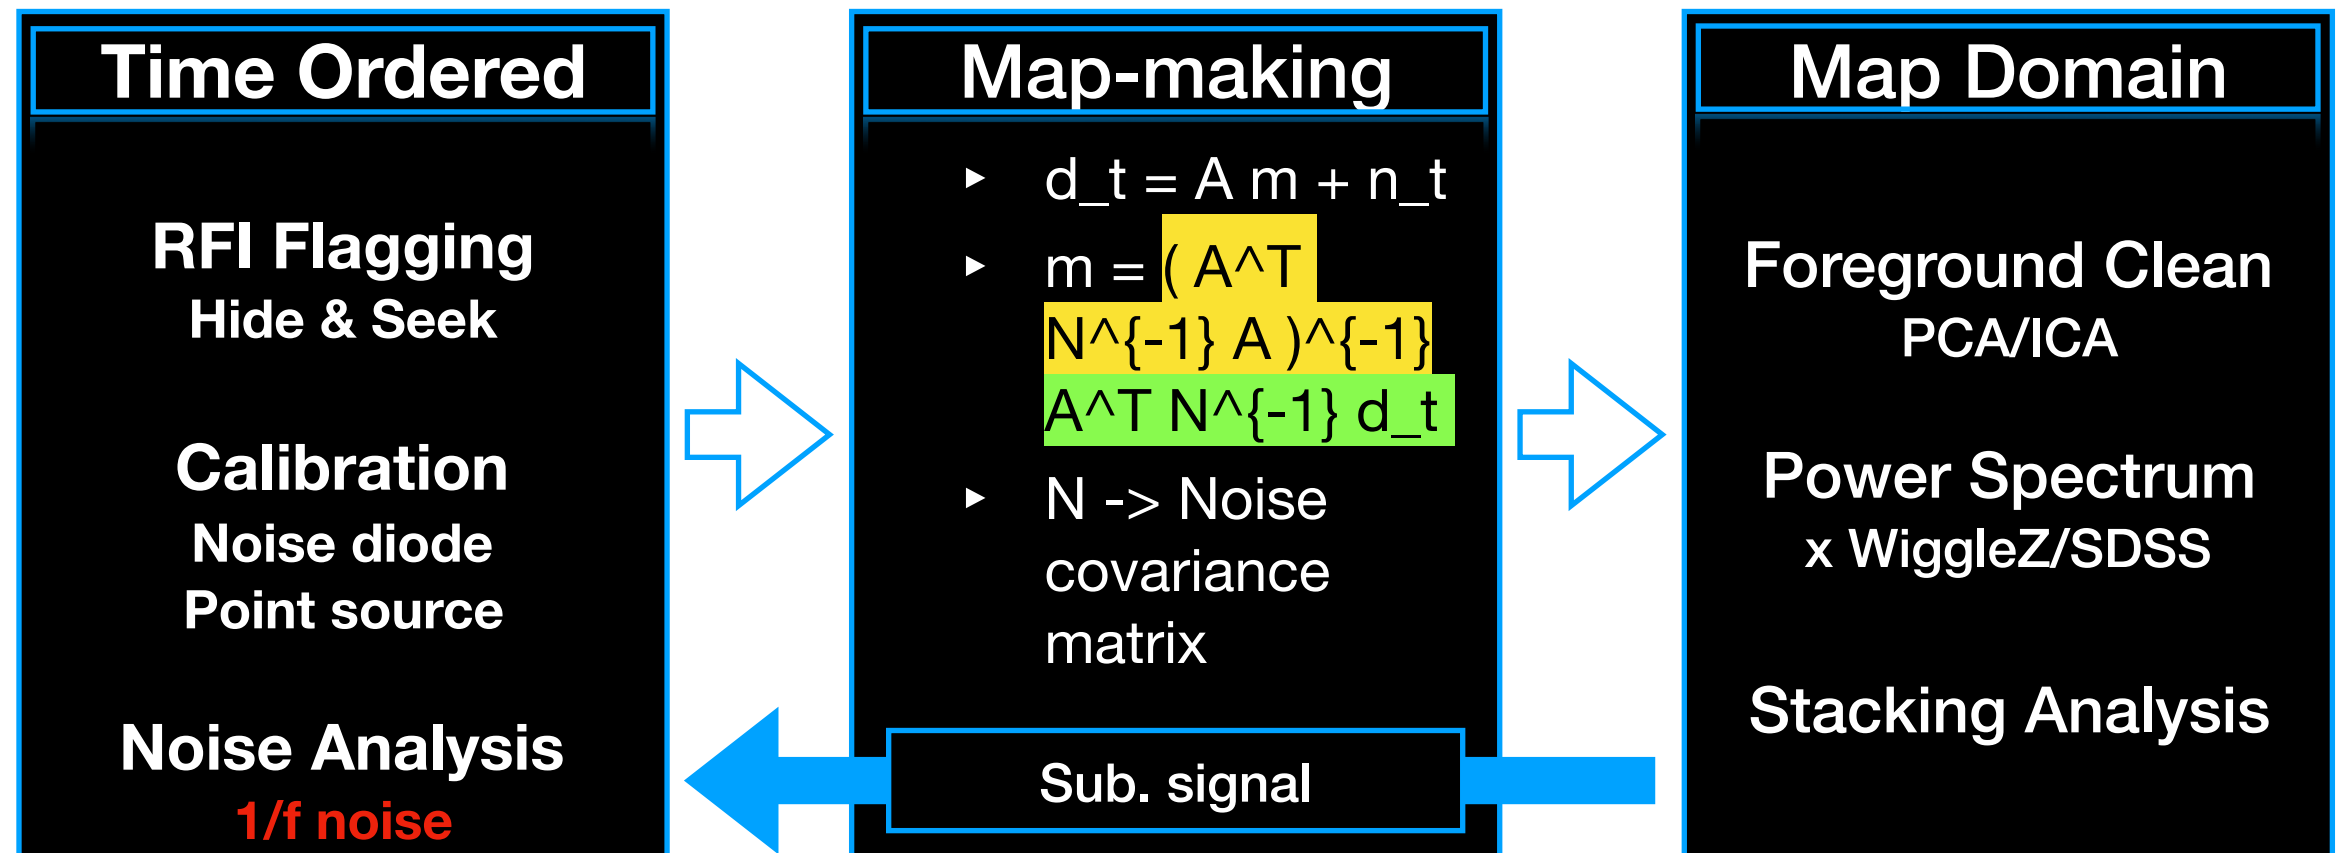 Time Ordered
RFI Flagging
Hide & Seek
Calibration
Noise diode
Point source
Noise Analysis
1/f noise
Map-making
▸ d_t = A m + n_t
▸ m = ( A^T
N^{-1} A )^{-1}
A^T N^{-1} d_t
▸ N -> Noise
covariance
matrix
Sub. signal
Map Domain
Foreground Clean
PCA/ICA
Power Spectrum
x WiggleZ/SDSS
Stacking Analysis